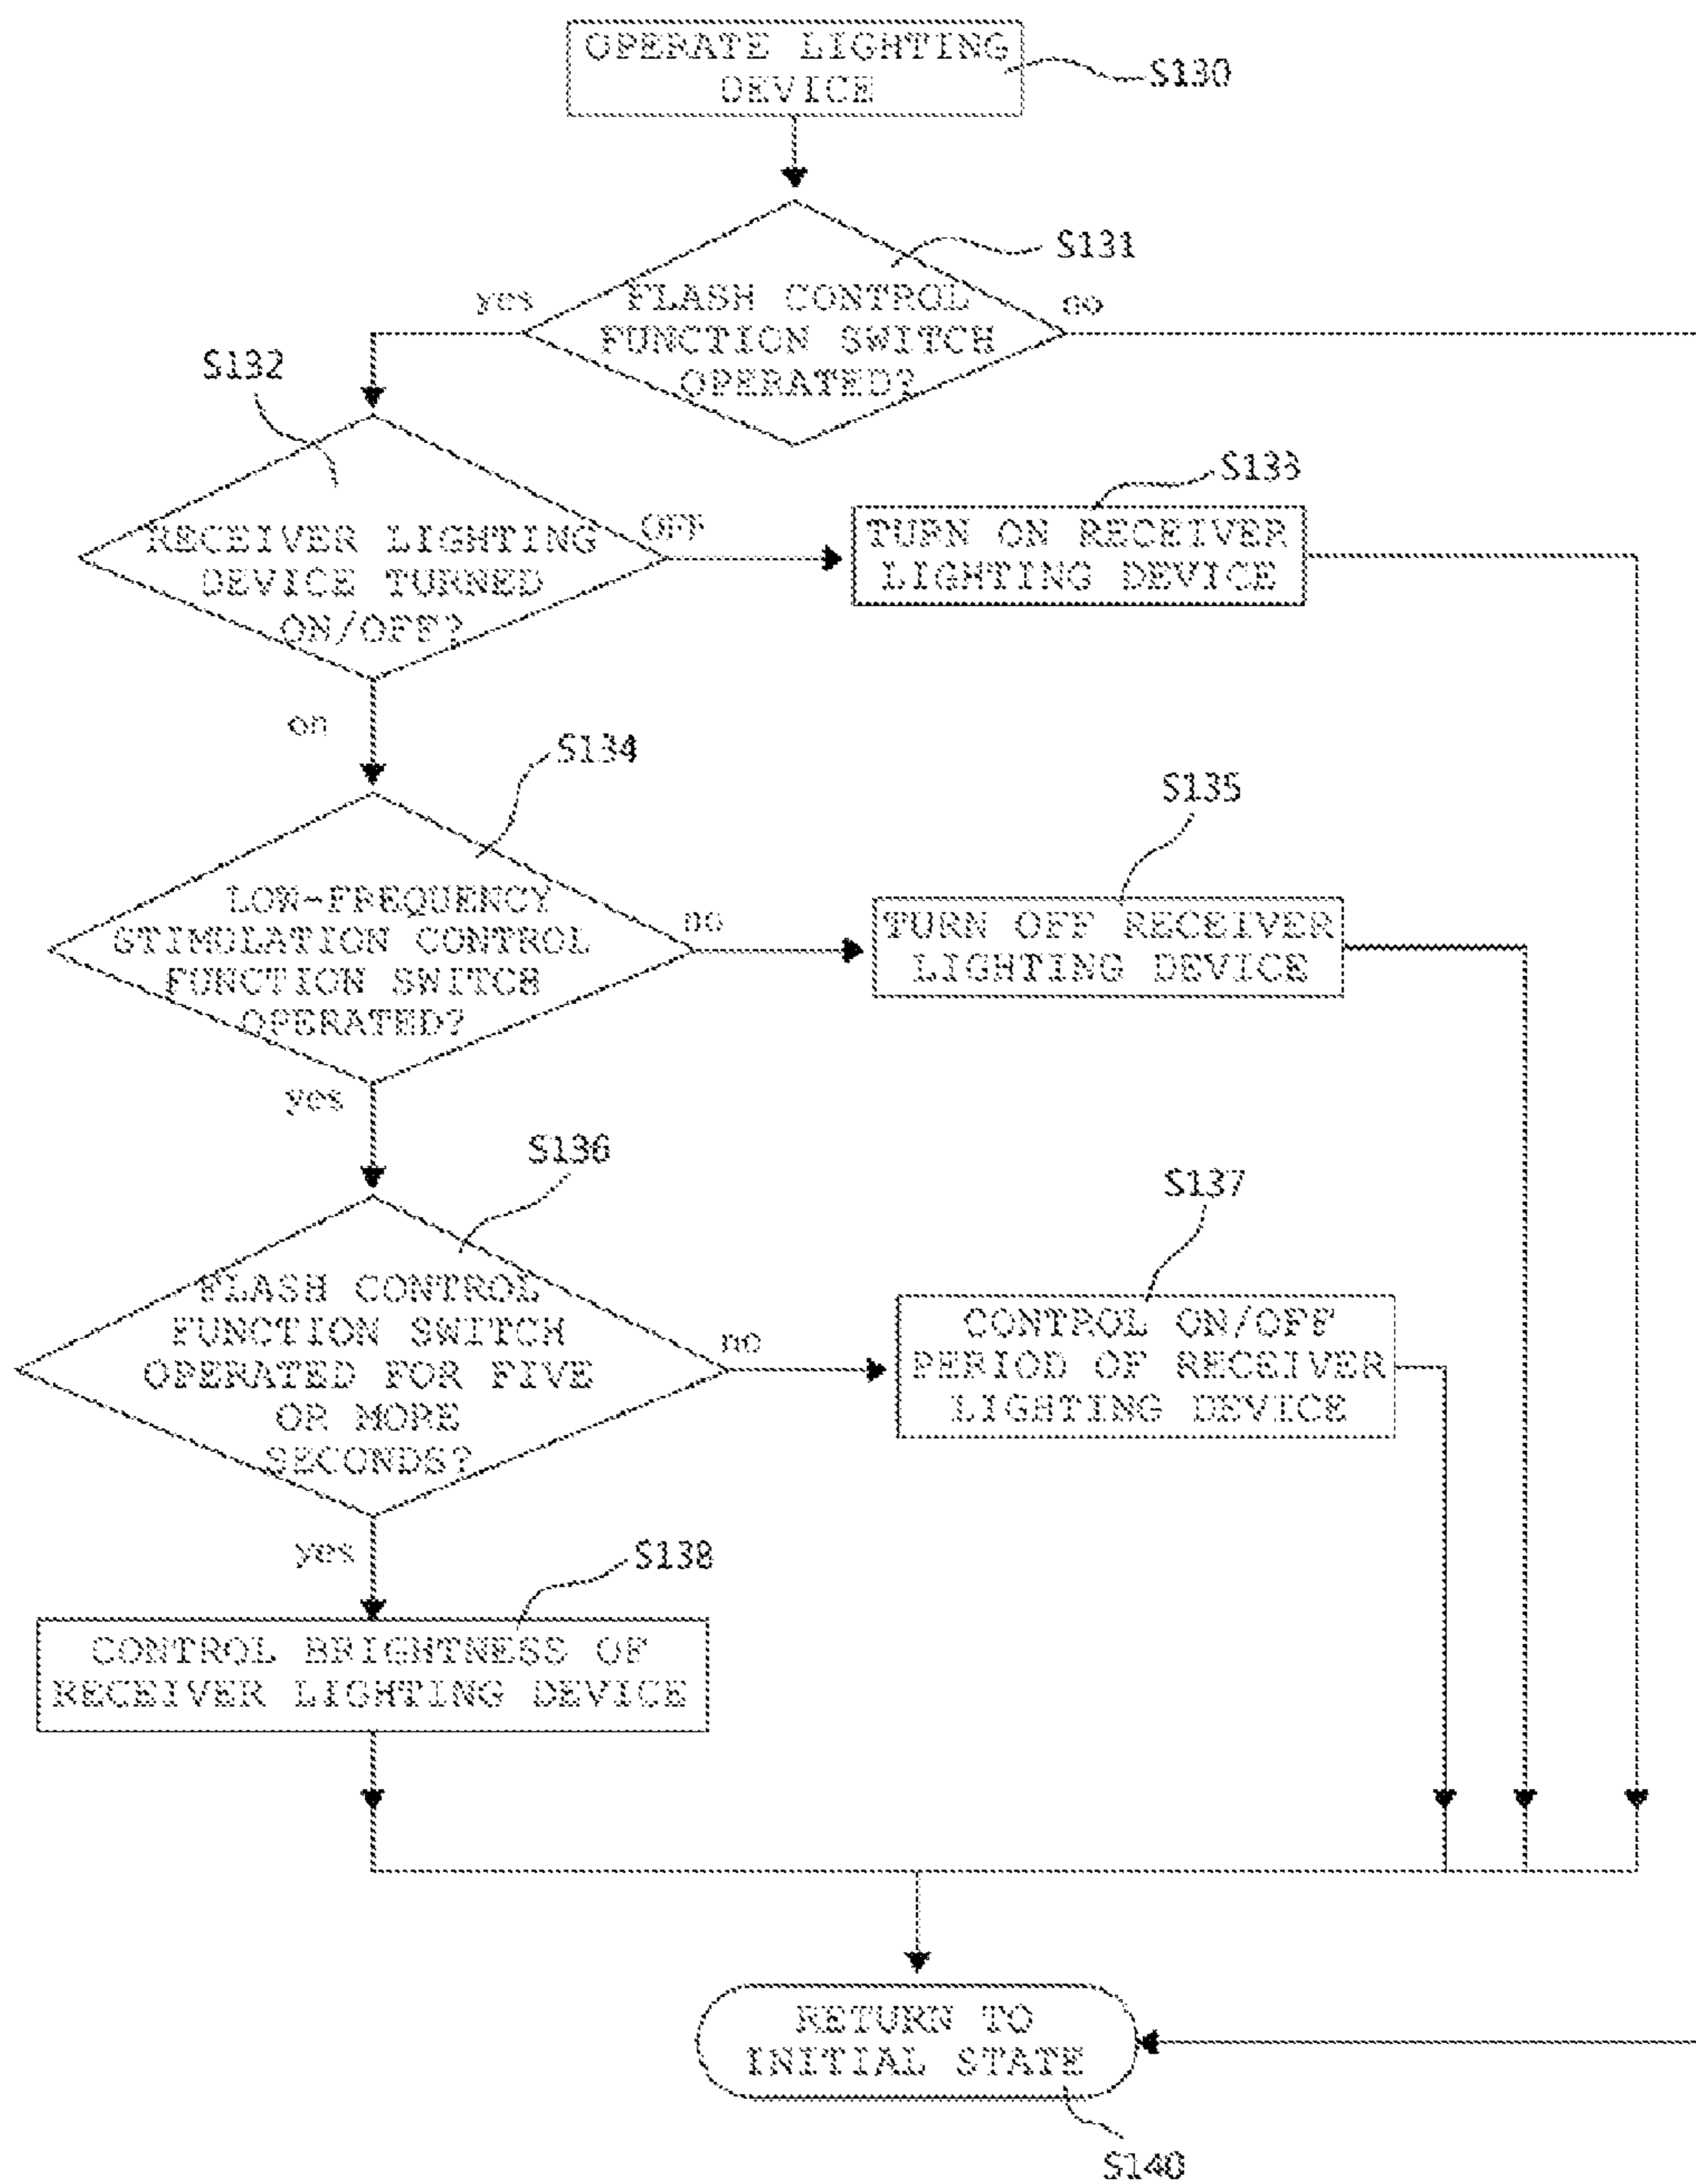 OPERATE LIGHTING
DEVICE
S130
S131
yes
FLASH CONTROL
FUNCTION SWITCH
OPERATED?
no
S132
RECEIVER LIGHTING
DEVICE TURNED
ON/OFF?
OFF
S133
TURN ON RECEIVER
LIGHTING DEVICE
on
S134
LOW-FREQUENCY
STIMULATION CONTROL
FUNCTION SWITCH
OPERATED?
no
S135
TURN OFF RECEIVER
LIGHTING DEVICE
yes
S136
FLASH CONTROL
FUNCTION SWITCH
OPERATED FOR FIVE
OR MORE
SECONDS?
no
S137
CONTROL ON/OFF
PERIOD OF RECEIVER
LIGHTING DEVICE
yes
S138
CONTROL BRIGHTNESS OF
RECEIVER LIGHTING DEVICE
RETURN TO
INITIAL STATE
S140